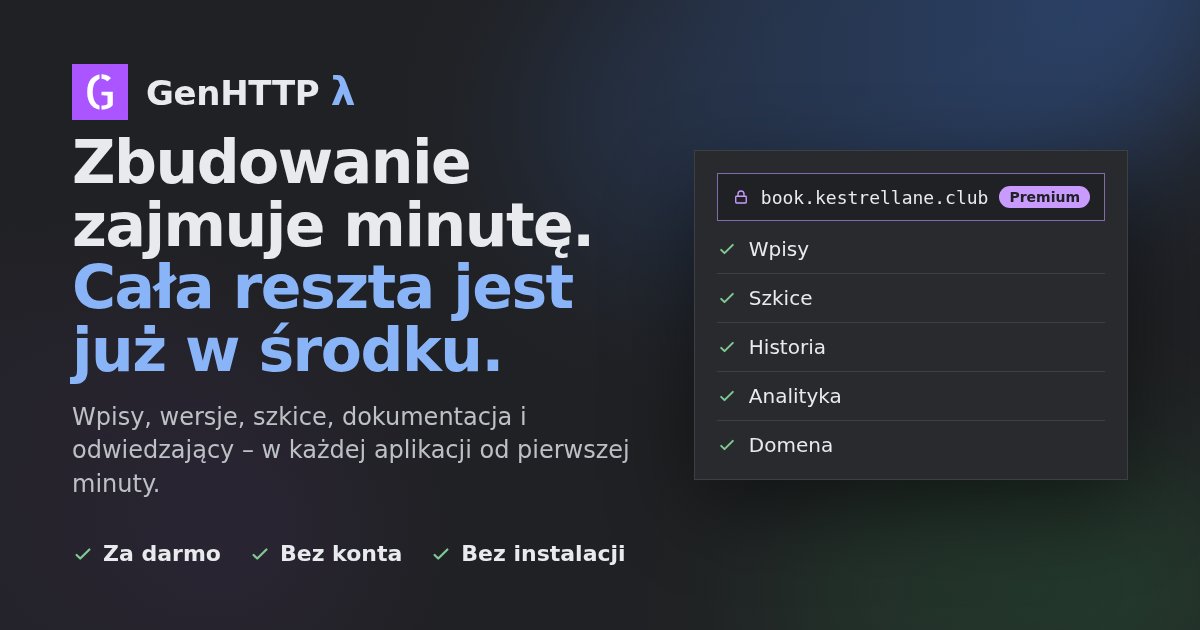 GenHTTP λ
Zbudowanie
zajmuje minutę.
Cała reszta jest
już w środku.
Wpisy, wersje, szkice, dokumentacja i
odwiedzający – w każdej aplikacji od pierwszej
minuty.
Za darmo
Bez konta
Bez instalacji
book.kestrellane.club
Premium
Wpisy
Szkice
Historia
Analityka
Domena